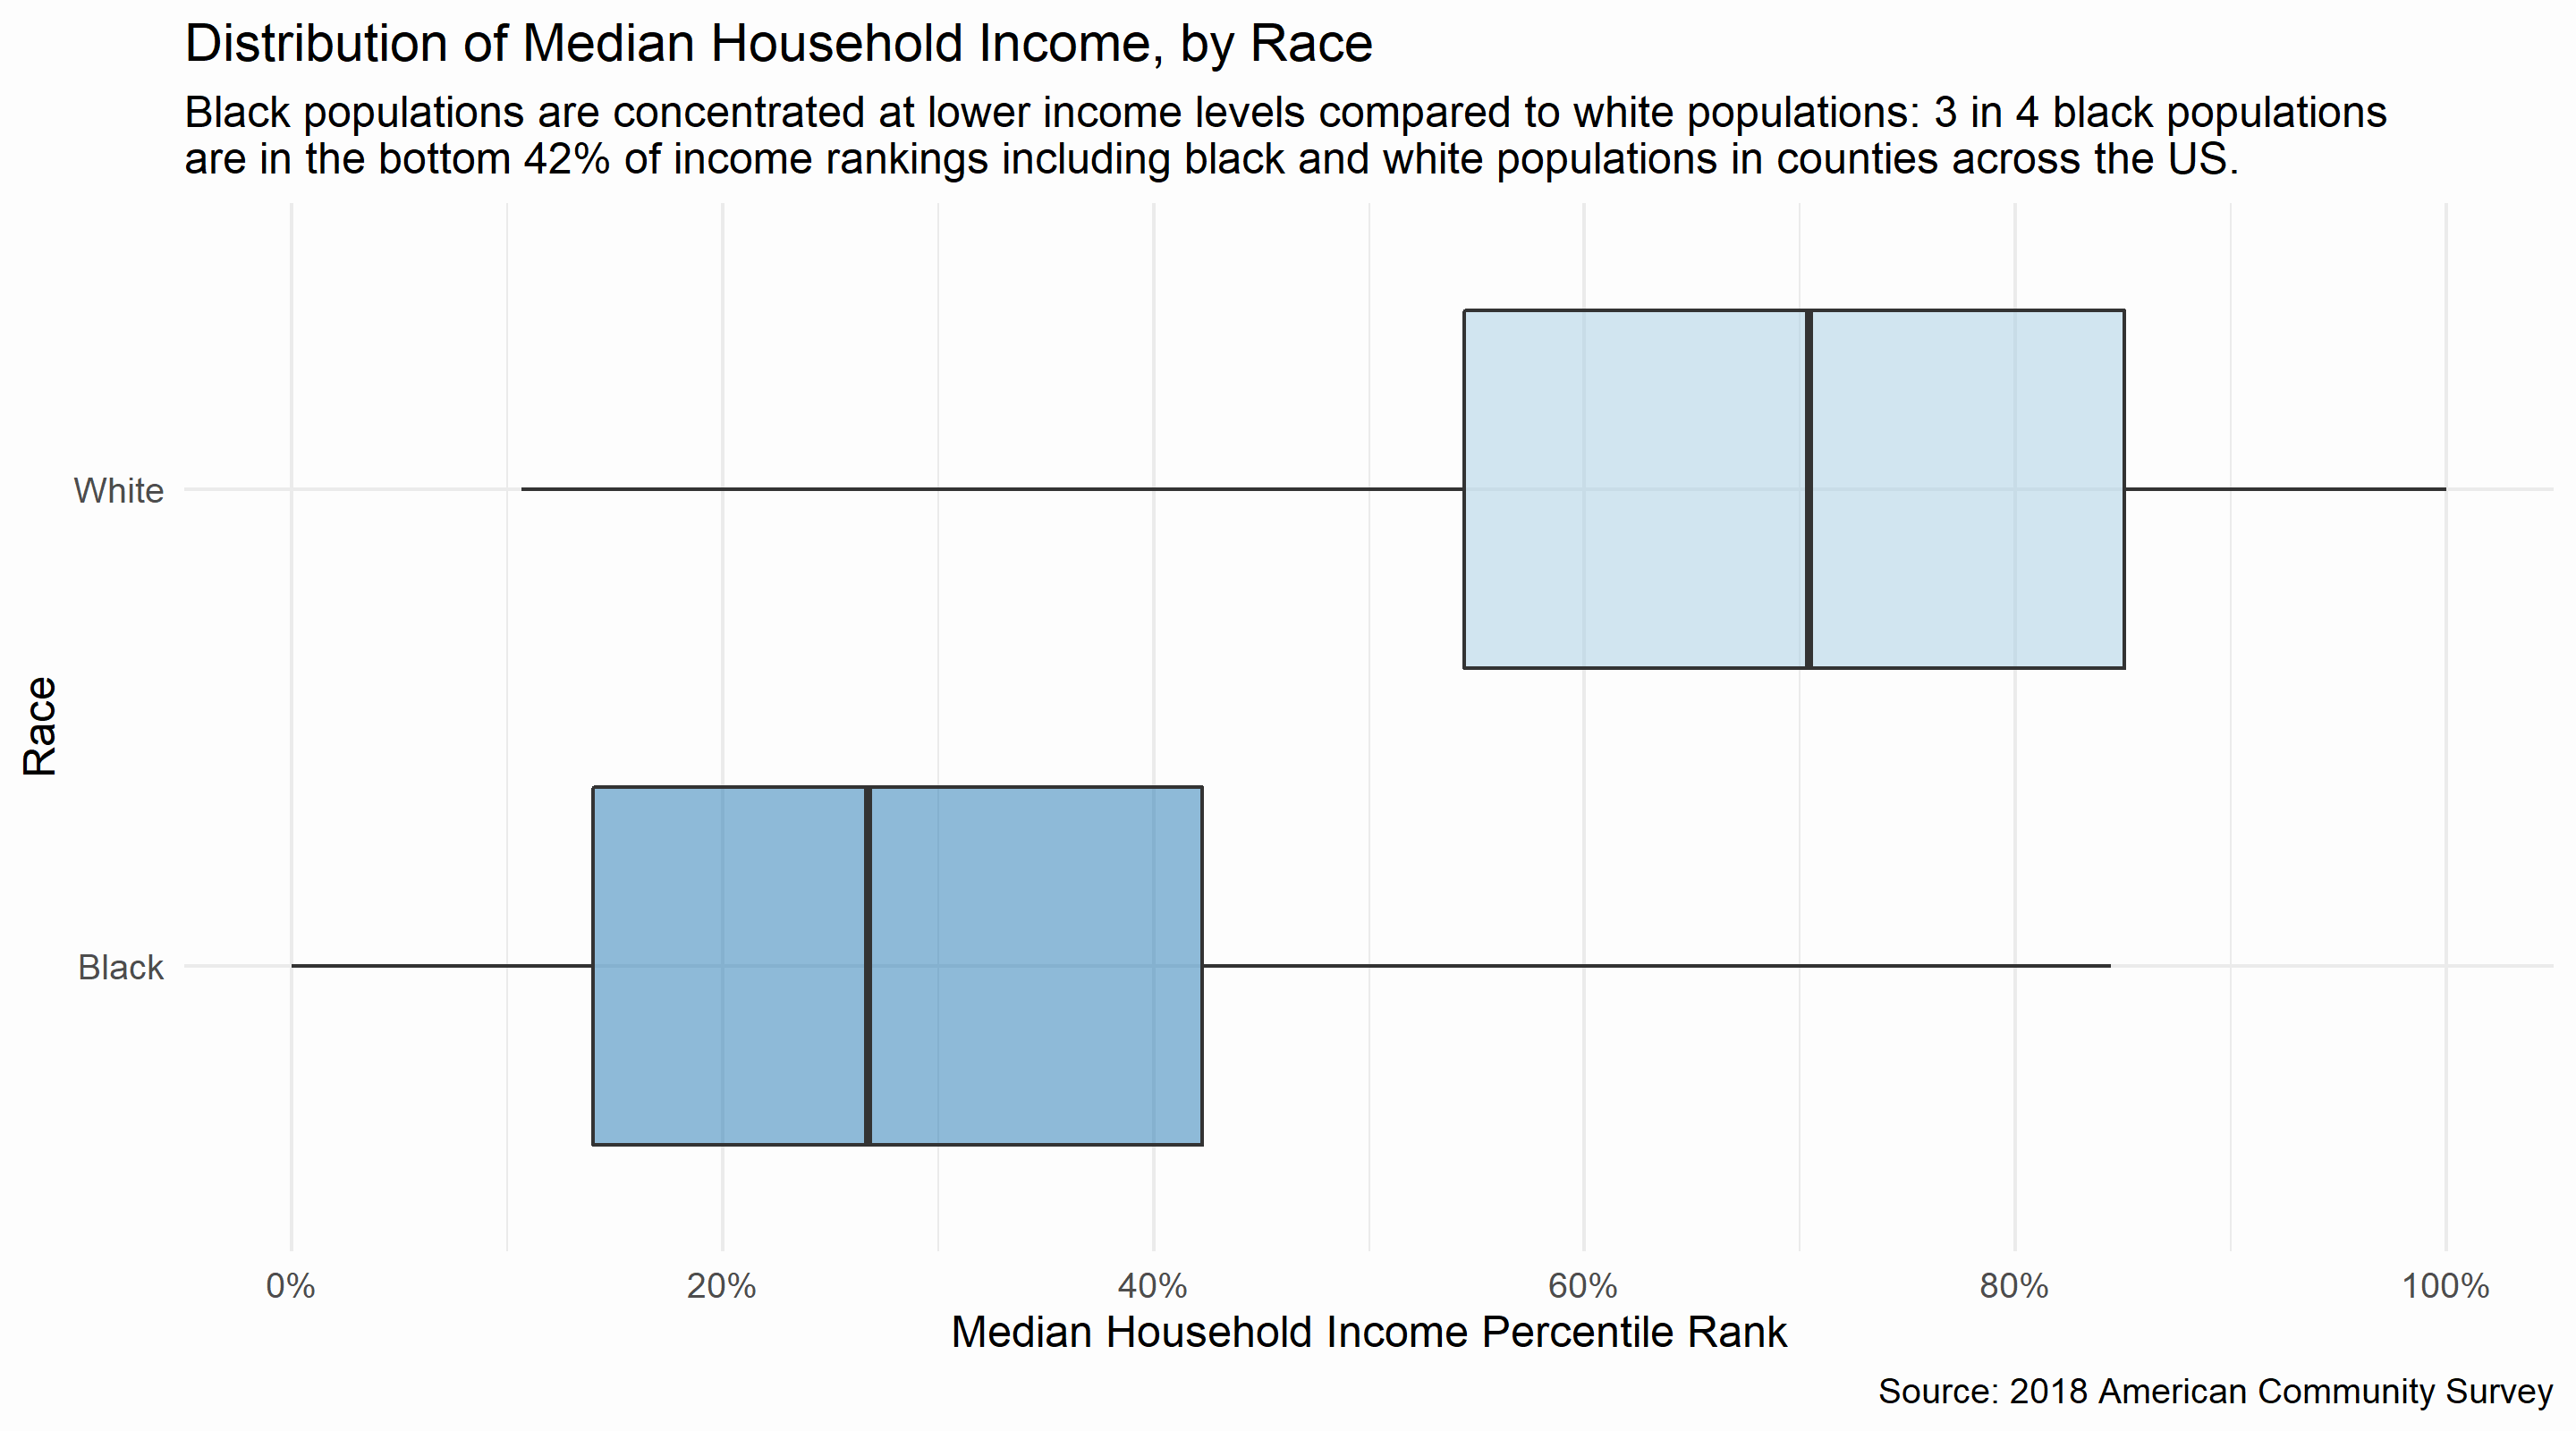 Distribution of Median Household Income, by Race
Black populations are concentrated at lower income levels compared to white populations: 3 in 4 black populations
are in the bottom 42% of income rankings including black and white populations in counties across the US.
White
Race
Black
0%
20%
40%
60%
80%
100%
Median Household Income Percentile Rank
Source: 2018 American Community Survey